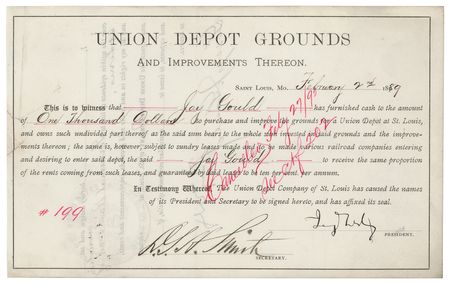 UNION DEPOT GROUNDS
AND IMPROVEMENTS THEREON.
SAINT LOUIS, MO. February 2d 1889
This is to witness that Jay Gould has furnished cash to the amount
of One Thousand Dollars to purchase and improve grounds for a Union Depot at St. Louis,
and owns such undivided part thereof as the said sum bears to the whole sum invested in said grounds and the improve-
ments thereon; the same is, however, subject to sundry leases made and to be made various railroad companies entering
and desiring to enter said depot, the said Jay Gould to receive the same proportion
of the rents coming from such leases, and guaranteed by said leases to be ten per cent. per annum.
In Testimony Whereof The Union Depot Company of St. Louis has caused the names
of its President and Secretary to be signed hereto, and has affixed its seal.
# 199
Cancelled July 27/95
PRESIDENT.
SECRETARY.